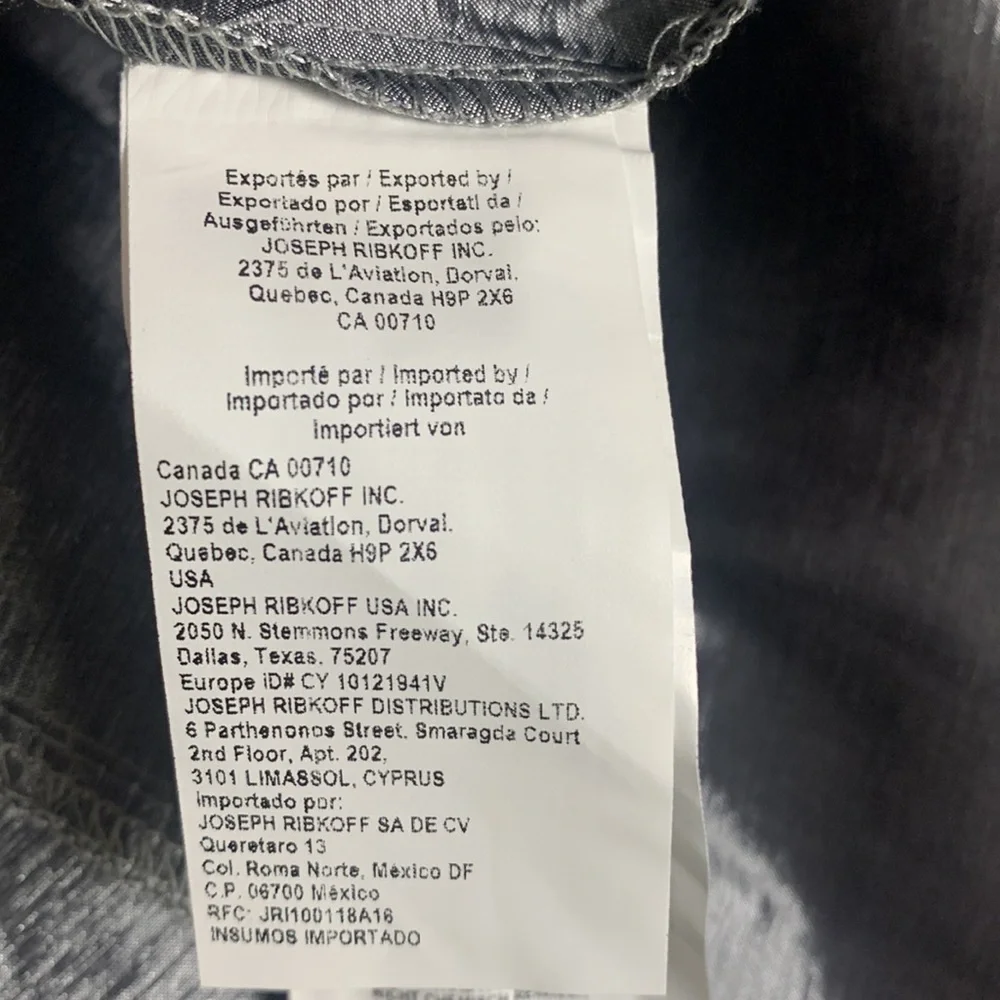 Exportés par / Exported by /
Exportado por / Esportati da /
Ausgeführten / Exportados pelo:
JOSEPH RIBKOFF INC.
2375 de L'Aviation, Dorval.
Quebec, Canada H9P 2X6
CA 00710
Importé par / Imported by /
Importado por / Importato da /
Importiert von
Canada CA 00710
JOSEPH RIBKOFF INC.
2375 de L'Aviation, Dorval.
Quebec, Canada H9P 2X6
USA
JOSEPH RIBKOFF USA INC.
2050 N. Stemmons Freeway, Ste. 14325
Dallas, Texas. 75207
Europe ID# CY 10121941V
JOSEPH RIBKOFF DISTRIBUTIONS LTD.
6 Parthenonos Street. Smaragda Court
2nd Floor, Apt. 202,
3101 LIMASSOL, CYPRUS
Importado por:
JOSEPH RIBKOFF SA DE CV
Queretaro 13
Col. Roma Norte, México DF
C.P. 06700 México
RFC: JRI100118A16
INSUMOS IMPORTADO